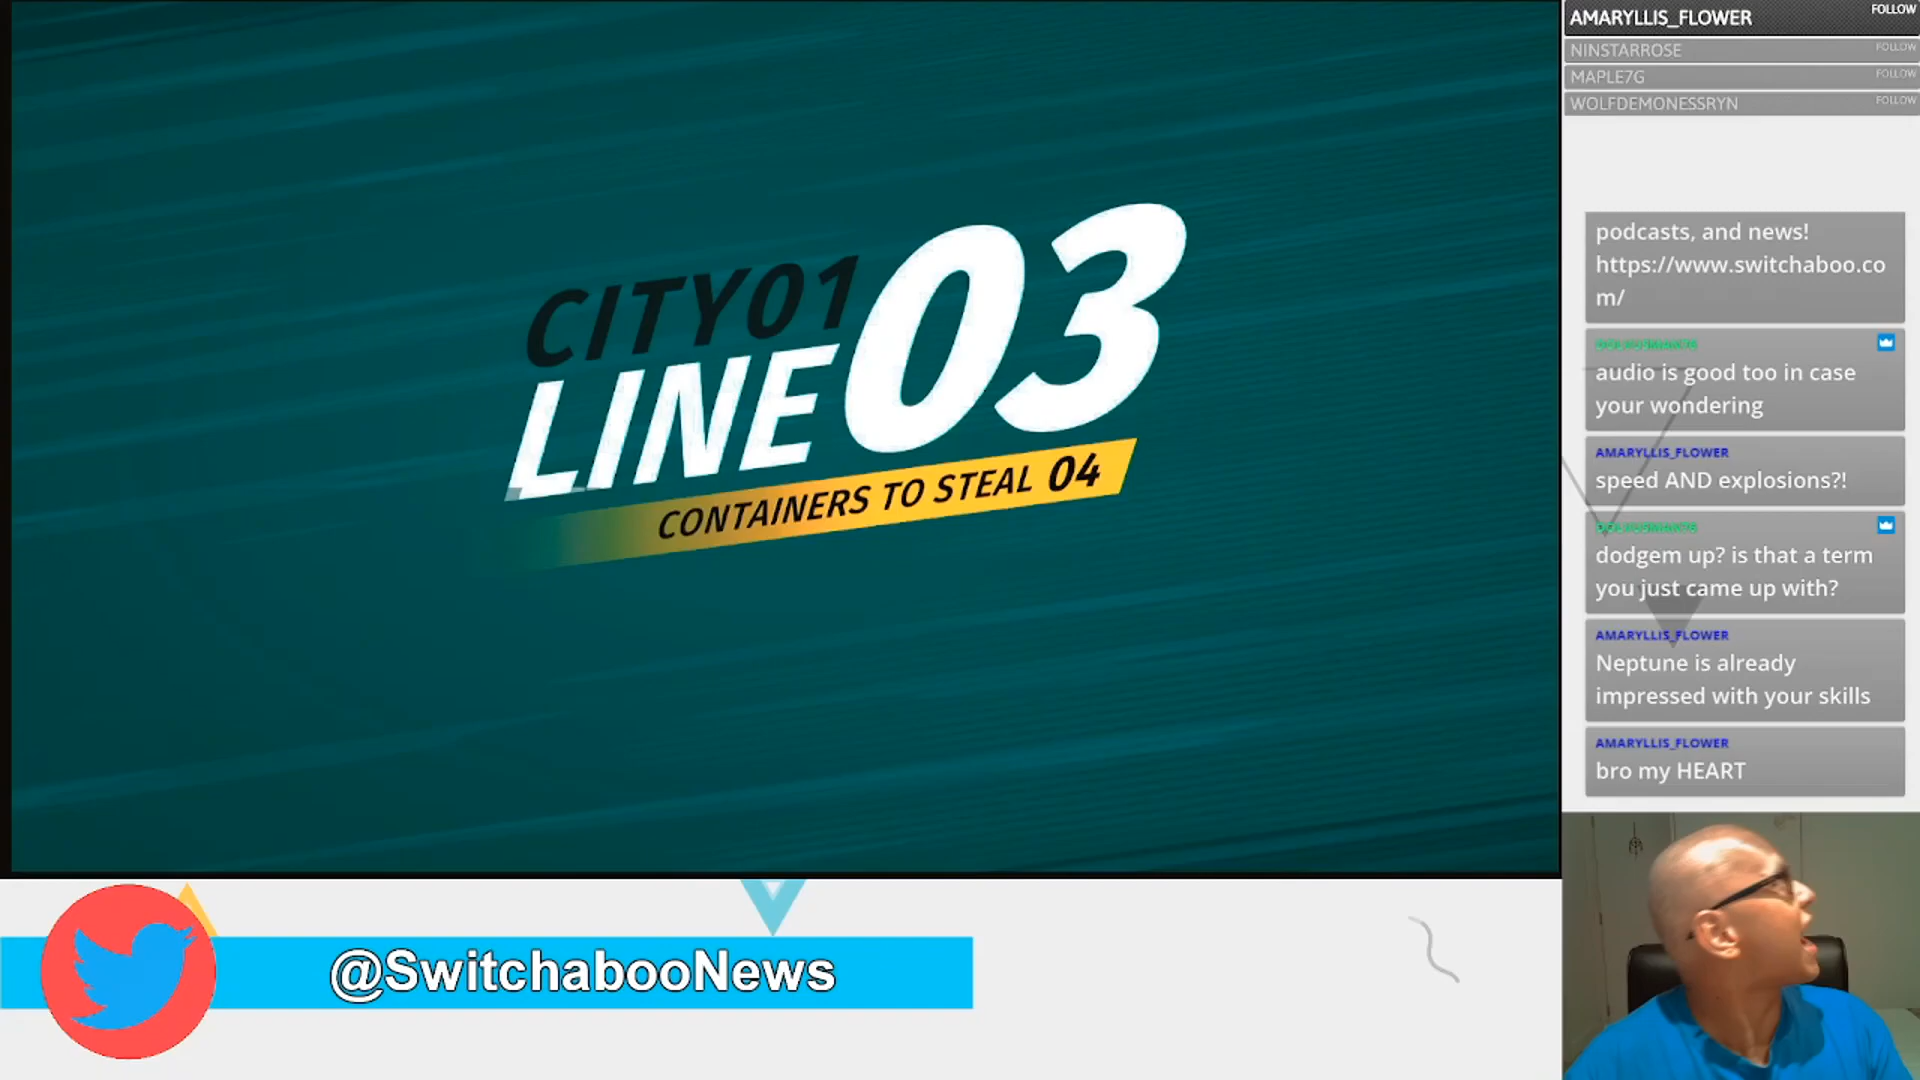 CITY01
LINE 03
CONTAINERS TO STEAL 04
@SwitchabooNews
AMARYLLIS_FLOWER FOLLOW
NINSTARROSE FOLLOW
MAPLE7G FOLLOW
WOLFDEMONESSRYN FOLLOW
podcasts, and news!
https://www.switchaboo.co
m/
audio is good too in case
your wondering
AMARYLLIS_FLOWER
speed AND explosions?!
dodgem up? is that a term
you just came up with?
AMARYLLIS_FLOWER
Neptune is already
impressed with your skills
AMARYLLIS_FLOWER
bro my HEART